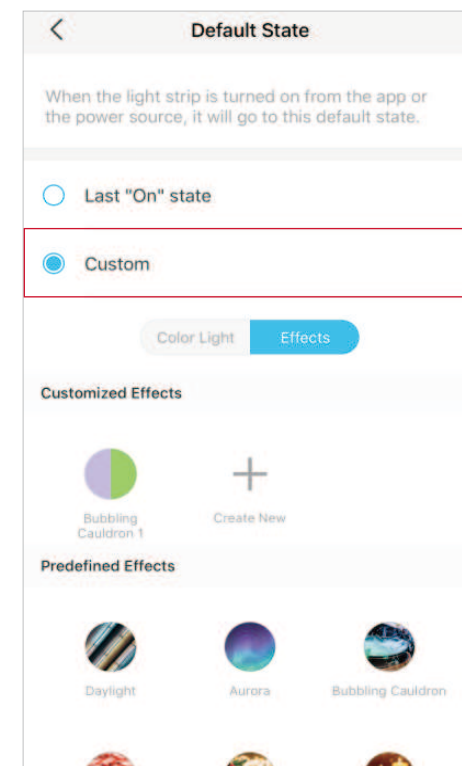 Default State
When the light strip is turned on from the app or
the power source, it will go to this default state.
Last "On" state
Custom
Color Light Effects
Customized Effects
Bubbling
Cauldron 1
Create New
Predefined Effects
Daylight Aurora Bubbling Cauldron